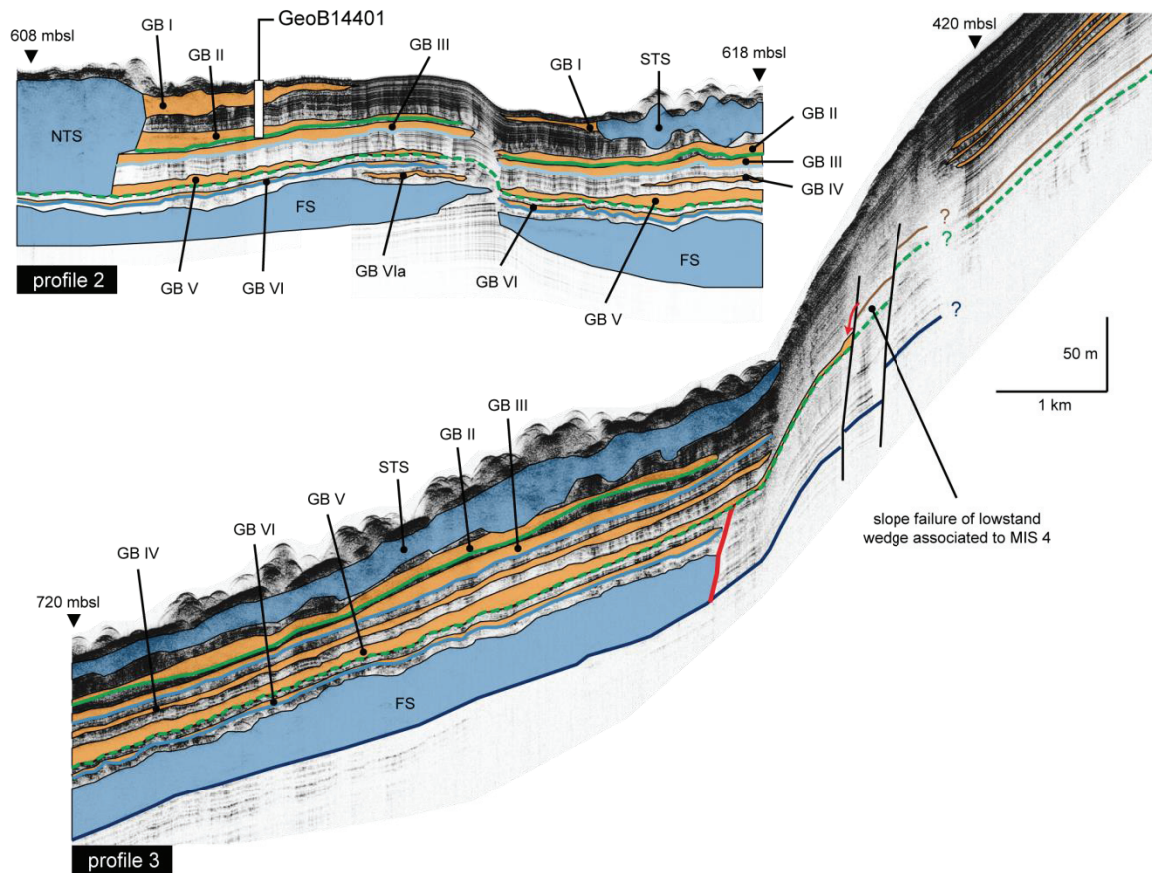 GeoB14401
GB I
608 mbsl
GB II
GB III
618 mbsl
420 mbsl
GB I
STS
NTS
GB II
GB III
GB IV
FS
FS
profile 2
GB V
GB VI
GB VIa
GB VI
GB V
?
?
?
50 m
1 km
GB III
GB II
STS
GB V
GB VI
GB IV
slope failure of lowstand
wedge associated to MIS 4
720 mbsl
FS
profile 3